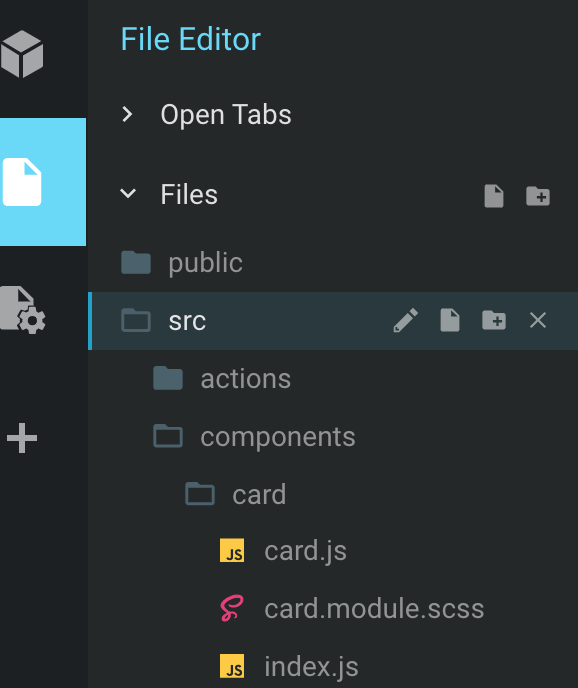 File Editor
Open Tabs
Files
public
src
actions
components
card
JS card.js
card.module.scss
JS index.js